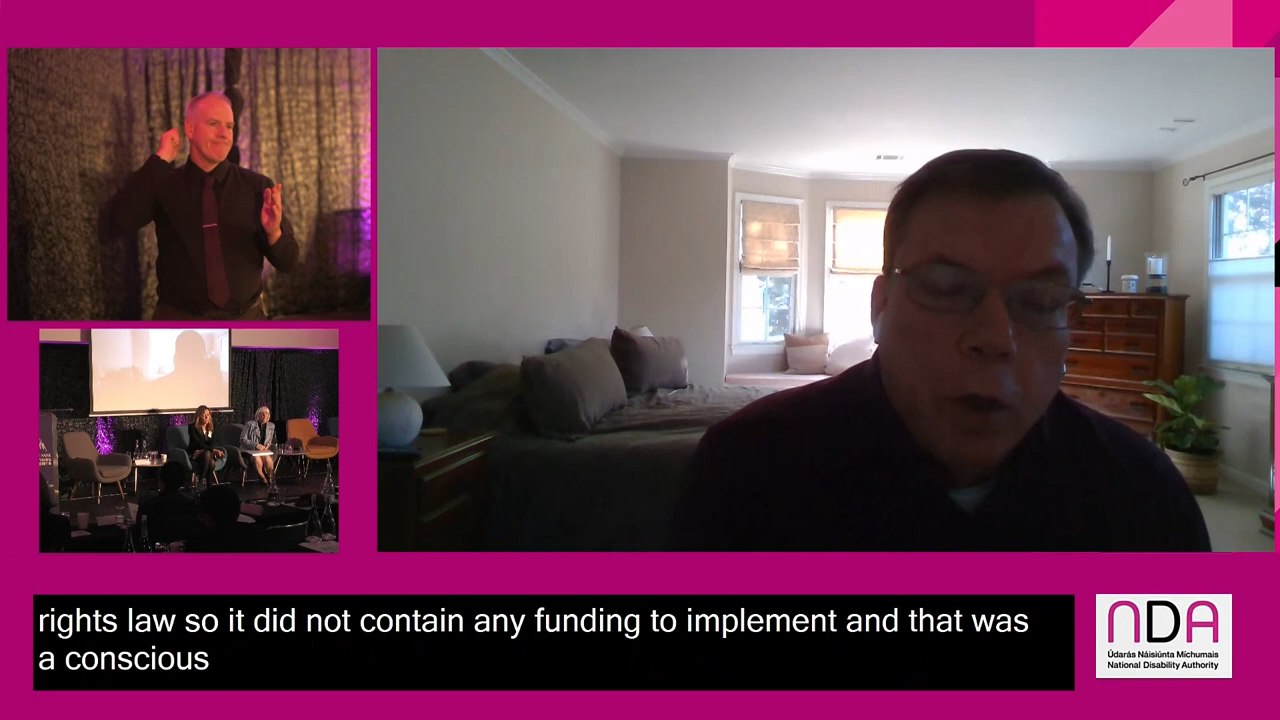 rights law so it did not contain any funding to implement and that was
a conscious
NDA
Údarás Náisiúnta Míchumais
National Disability Authority